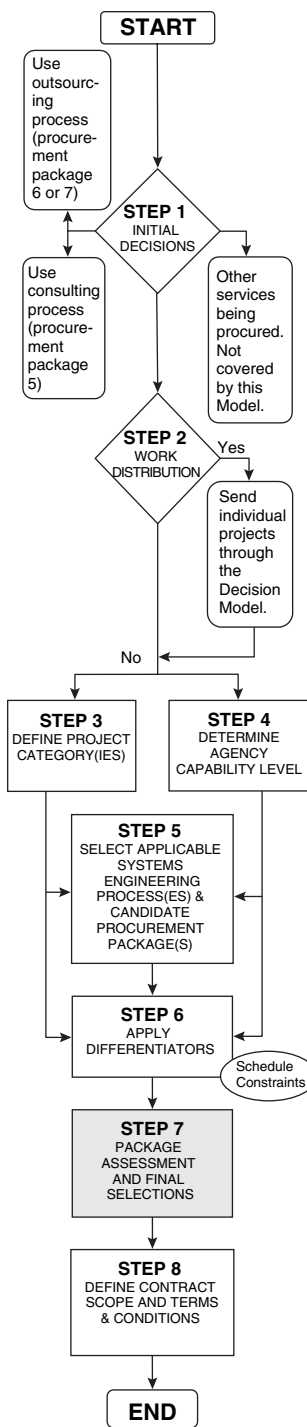 START
Use
outsourc-
ing
process
(procure-
ment
package
6 or 7)
STEP 1
INITIAL
DECISIONS
Use
consulting
process
(procure-
ment
package
5)
Other
services
being
procured.
Not
covered
by this
Model.
STEP 2
WORK
DISTRIBUTION
Yes
Send
individual
projects
through
the
Decision
Model.
No
STEP 3
DEFINE PROJECT
CATEGORY(IES)
STEP 4
DETERMINE
AGENCY
CAPABILITY LEVEL
STEP 5
SELECT APPLICABLE
SYSTEMS
ENGINEERING
PROCESS(ES) &
CANDIDATE
PROCUREMENT
PACKAGE(S)
STEP 6
APPLY
DIFFERENTIATORS
Schedule
Constraints
STEP 7
PACKAGE
ASSESSMENT
AND FINAL
SELECTIONS
STEP 8
DEFINE CONTRACT
SCOPE AND TERMS
& CONDITIONS
END